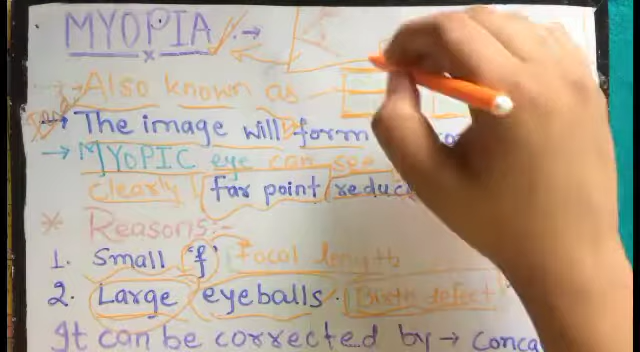 MYOPIA →
Also known as
→ The image will form
→ MYOPIC eye can see
clearly far point reduc
* Reasons:-
1. Small 'f' Focal length
2. Large eyeballs. Birth defect
It can be corrected by → conca